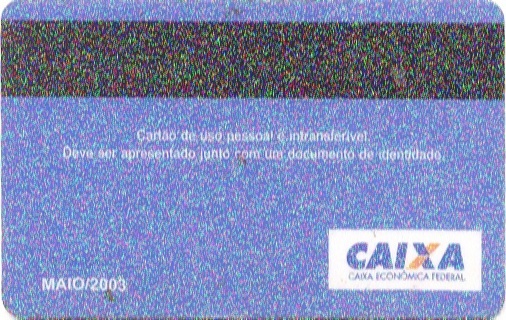 Cartão de uso pessoal e intransferível.
Deve ser apresentado junto com um documento de identidade.
CAIXA
CAIXA ECONÔMICA FEDERAL
MAIO/2003